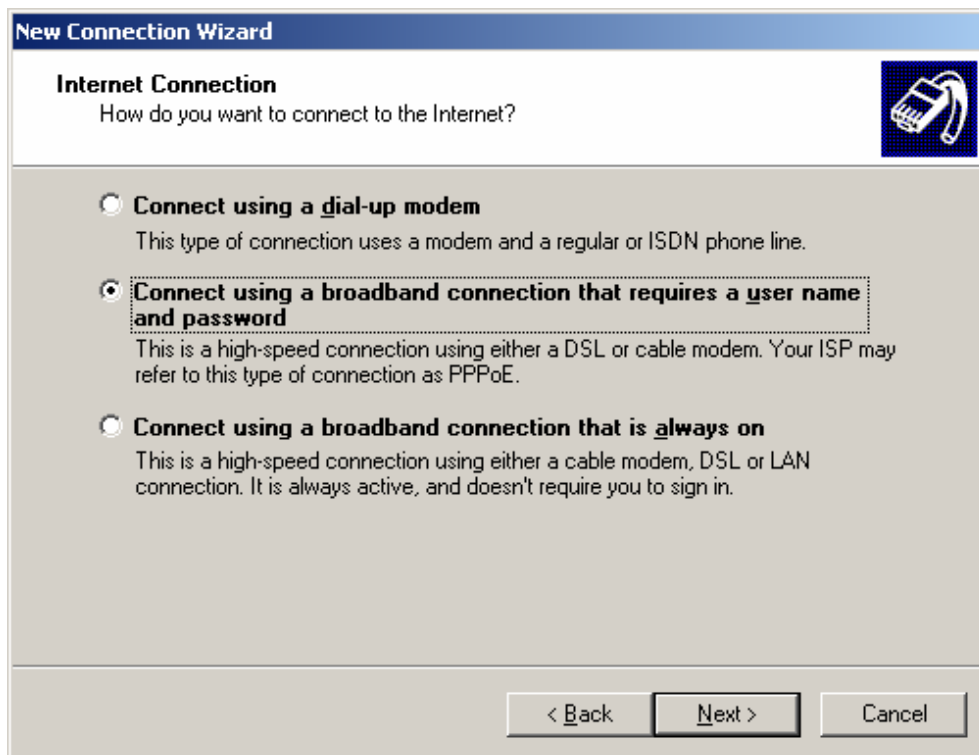 New Connection Wizard
Internet Connection
How do you want to connect to the Internet?
Connect using a dial-up modem
This type of connection uses a modem and a regular or ISDN phone line.
Connect using a broadband connection that requires a user name
and password
This is a high-speed connection using either a DSL or cable modem. Your ISP may
refer to this type of connection as PPPoE.
Connect using a broadband connection that is always on
This is a high-speed connection using either a cable modem, DSL or LAN
connection. It is always active, and doesn't require you to sign in.
< Back Next > Cancel